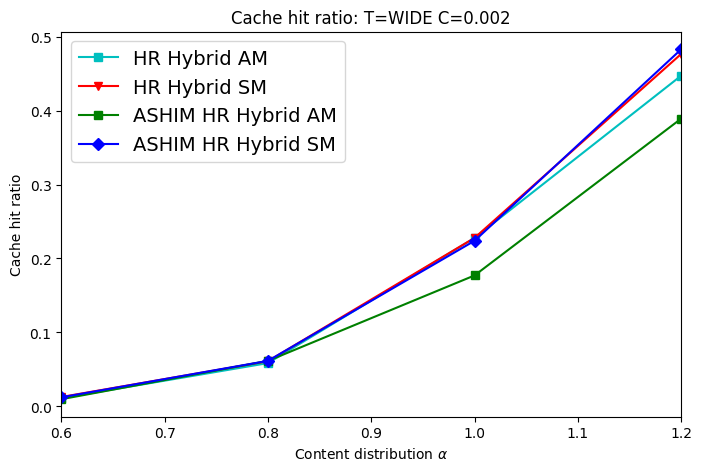 Cache hit ratio: T=WIDE C=0.002
HR Hybrid AM
HR Hybrid SM
ASHIM HR Hybrid AM
ASHIM HR Hybrid SM
Cache hit ratio
0.5
0.4
0.3
0.2
0.1
0.0
0.6 0.7 0.8 0.9 1.0 1.1 1.2
Content distribution α